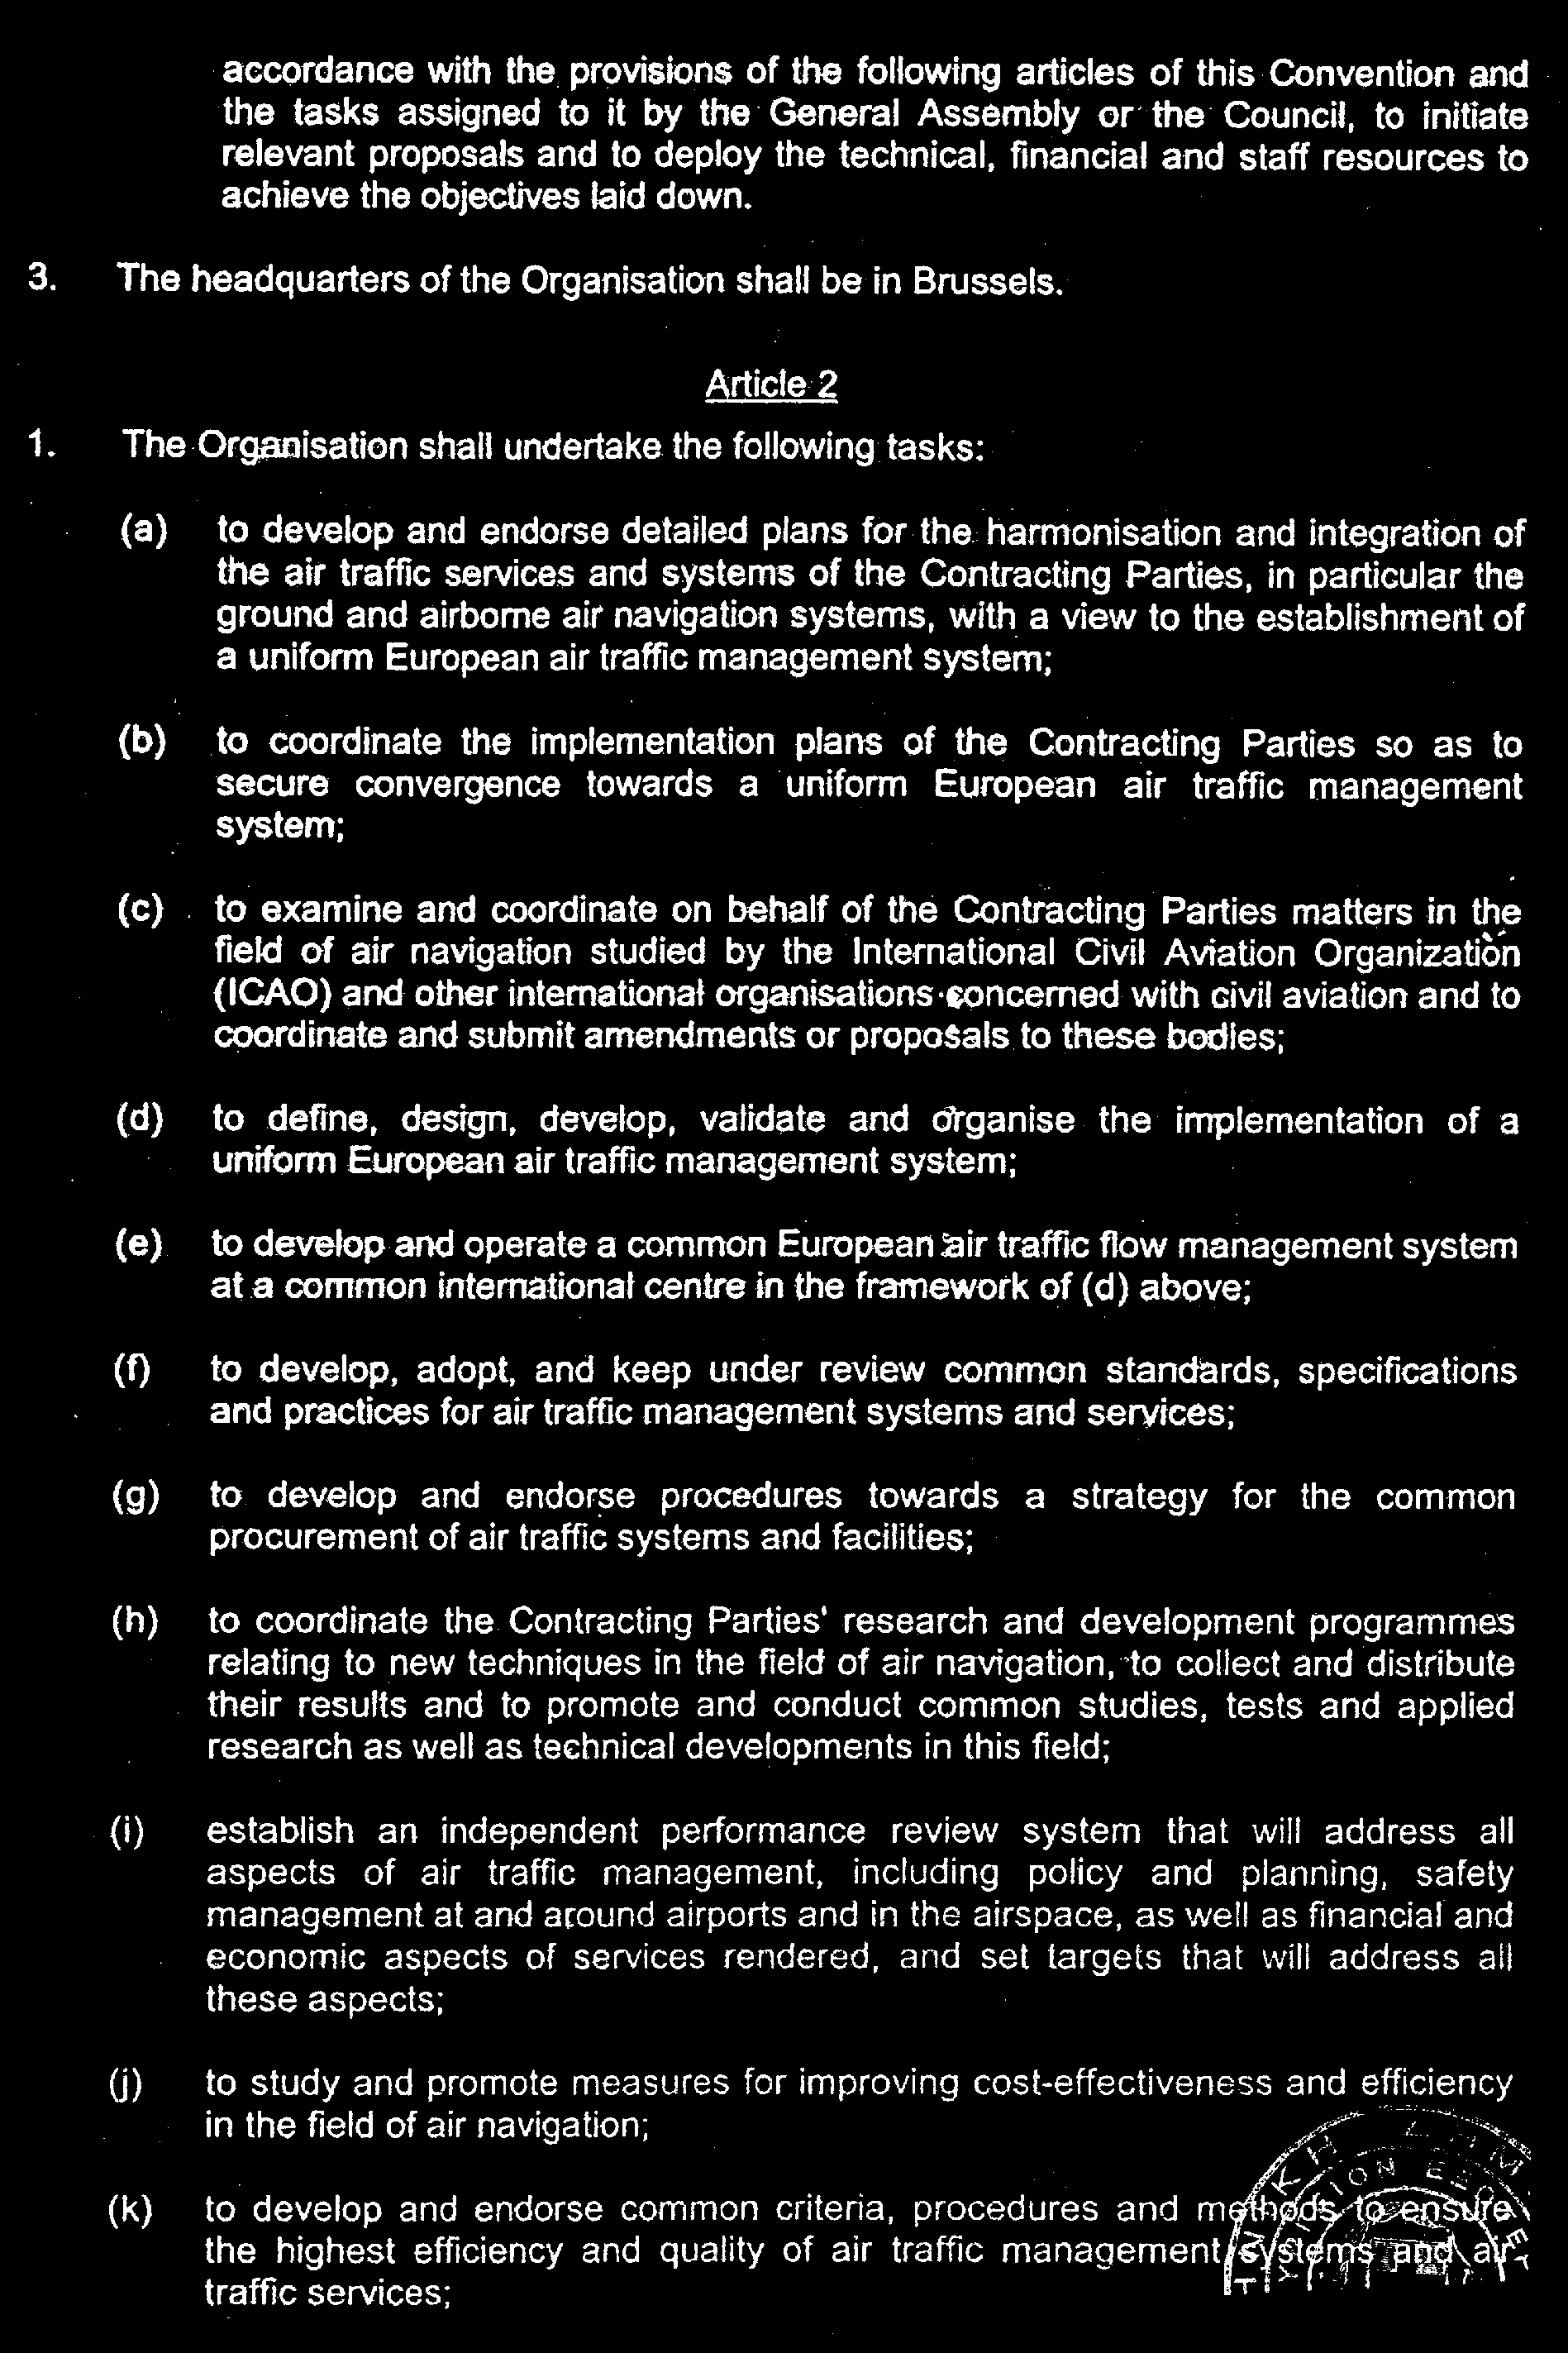 accordance with the provisions of the following articles of this Convention and
the tasks assigned to it by the General Assembly or the Council, to initiate
relevant proposals and to deploy the technical, financial and staff resources to
achieve the objectives laid down.
3. The headquarters of the Organisation shall be in Brussels.
Article 2
1. The Organisation shall undertake the following tasks:
(a) to develop and endorse detailed plans for the harmonisation and integration of
the air traffic services and systems of the Contracting Parties, in particular the
ground and airborne air navigation systems, with a view to the establishment of
a uniform European air traffic management system;
(b) to coordinate the implementation plans of the Contracting Parties so as to
secure convergence towards a uniform European air traffic management
system;
(c) to examine and coordinate on behalf of the Contracting Parties matters in the
field of air navigation studied by the International Civil Aviation Organization
(ICAO) and other international organisations concerned with civil aviation and to
coordinate and submit amendments or proposals to these bodies;
(d) to define, design, develop, validate and organise the implementation of a
uniform European air traffic management system;
(e) to develop and operate a common European air traffic flow management system
at a common international centre in the framework of (d) above;
(f) to develop, adopt, and keep under review common standards, specifications
and practices for air traffic management systems and services;
(g) to develop and endorse procedures towards a strategy for the common
procurement of air traffic systems and facilities;
(h) to coordinate the Contracting Parties' research and development programmes
relating to new techniques in the field of air navigation, to collect and distribute
their results and to promote and conduct common studies, tests and applied
research as well as technical developments in this field;
(i) establish an independent performance review system that will address all
aspects of air traffic management, including policy and planning, safety
management at and around airports and in the airspace, as well as financial and
economic aspects of services rendered, and set targets that will address all
these aspects;
(j) to study and promote measures for improving cost-effectiveness and efficiency
in the field of air navigation;
(k) to develop and endorse common criteria, procedures and methods to ensure
the highest efficiency and quality of air traffic management systems and air
traffic services;